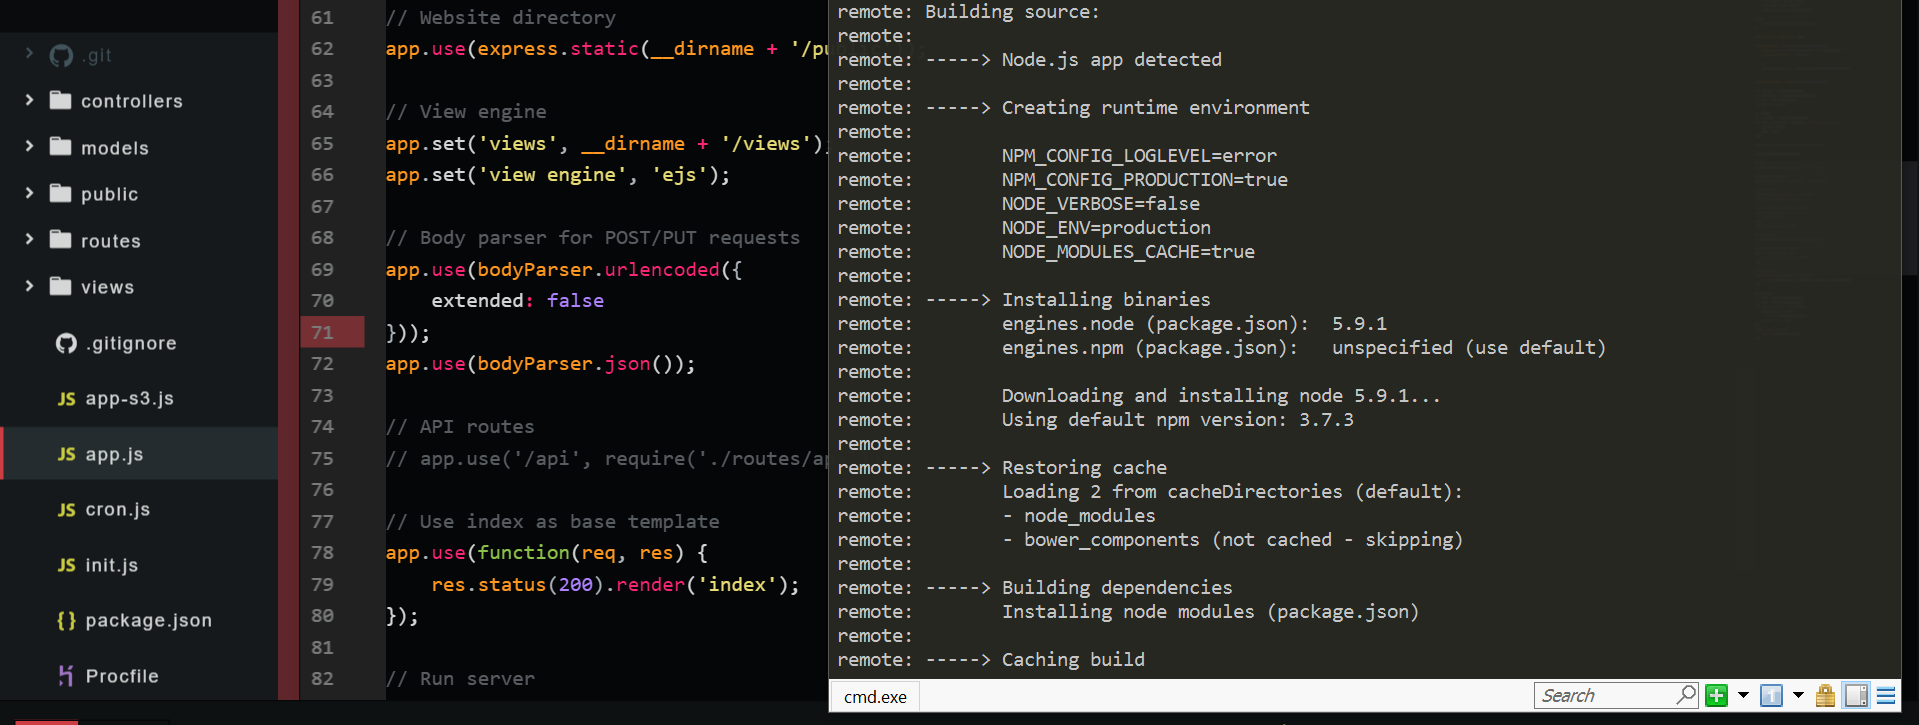 .git
controllers
models
public
routes
views
.gitignore
JS app-s3.js
JS app.js
JS cron.js
JS init.js
{} package.json
Procfile
61 // Website directory
62 app.use(express.static(__dirname + '/pu
63
64 // View engine
65 app.set('views', __dirname + '/views');
66 app.set('view engine', 'ejs');
67
68 // Body parser for POST/PUT requests
69 app.use(bodyParser.urlencoded({
70 extended: false
71 }));
72 app.use(bodyParser.json());
73
74 // API routes
75 // app.use('/api', require('./routes/ap
76
77 // Use index as base template
78 app.use(function(req, res) {
79 res.status(200).render('index');
80 });
81
82 // Run server
remote: Building source:
remote:
remote: -----> Node.js app detected
remote:
remote: -----> Creating runtime environment
remote:
remote: NPM_CONFIG_LOGLEVEL=error
remote: NPM_CONFIG_PRODUCTION=true
remote: NODE_VERBOSE=false
remote: NODE_ENV=production
remote: NODE_MODULES_CACHE=true
remote:
remote: -----> Installing binaries
remote: engines.node (package.json): 5.9.1
remote: engines.npm (package.json): unspecified (use default)
remote:
remote: Downloading and installing node 5.9.1...
remote: Using default npm version: 3.7.3
remote:
remote: -----> Restoring cache
remote: Loading 2 from cacheDirectories (default):
remote: - node_modules
remote: - bower_components (not cached - skipping)
remote:
remote: -----> Building dependencies
remote: Installing node modules (package.json)
remote:
remote: -----> Caching build
cmd.exe
Search
1